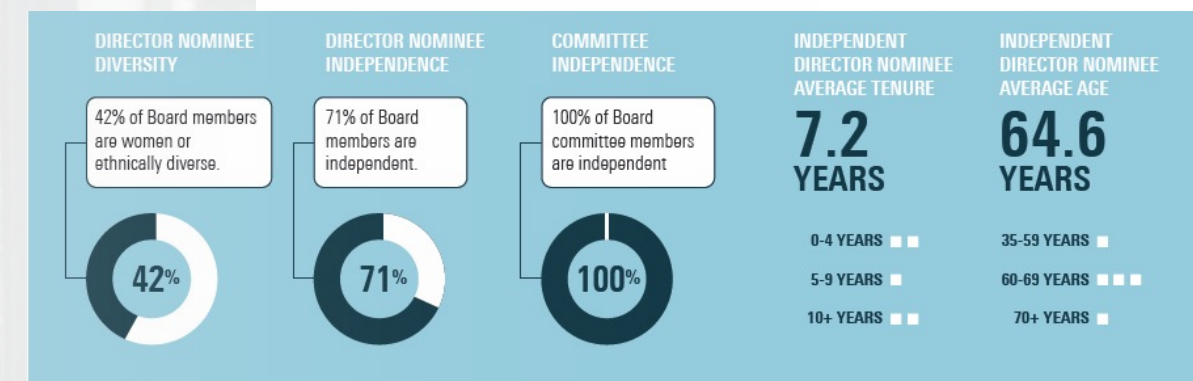 DIRECTOR NOMINEE
DIVERSITY
42% of Board members
are women or
ethnically diverse.
42%
DIRECTOR NOMINEE
INDEPENDENCE
71% of Board
members are
independent.
71%
COMMITTEE
INDEPENDENCE
100% of Board
committee members
are independent
100%
INDEPENDENT
DIRECTOR NOMINEE
AVERAGE TENURE
7.2
YEARS
0-4 YEARS
5-9 YEARS
10+ YEARS
INDEPENDENT
DIRECTOR NOMINEE
AVERAGE AGE
64.6
YEARS
35-59 YEARS
60-69 YEARS
70+ YEARS